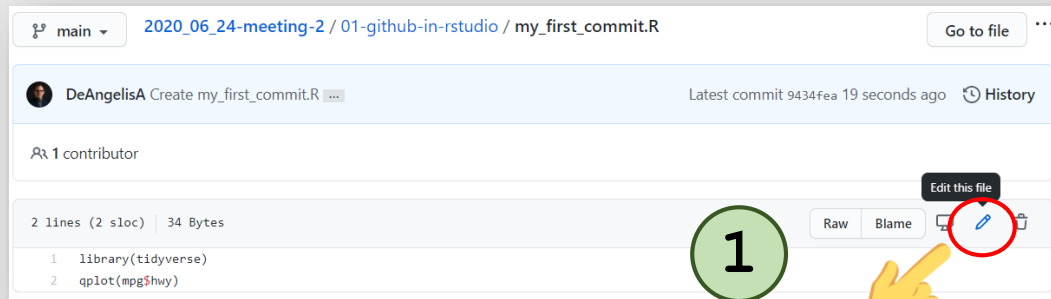 main
2020_06_24-meeting-2 / 01-github-in-rstudio / my_first_commit.R
Go to file
DeAngelisA Create my_first_commit.R ...
Latest commit 9434fea 19 seconds ago
History
1 contributor
Edit this file
2 lines (2 sloc) 34 Bytes
Raw
Blame
1 library(tidyverse)
2 qplot(mpg$hwy)
1